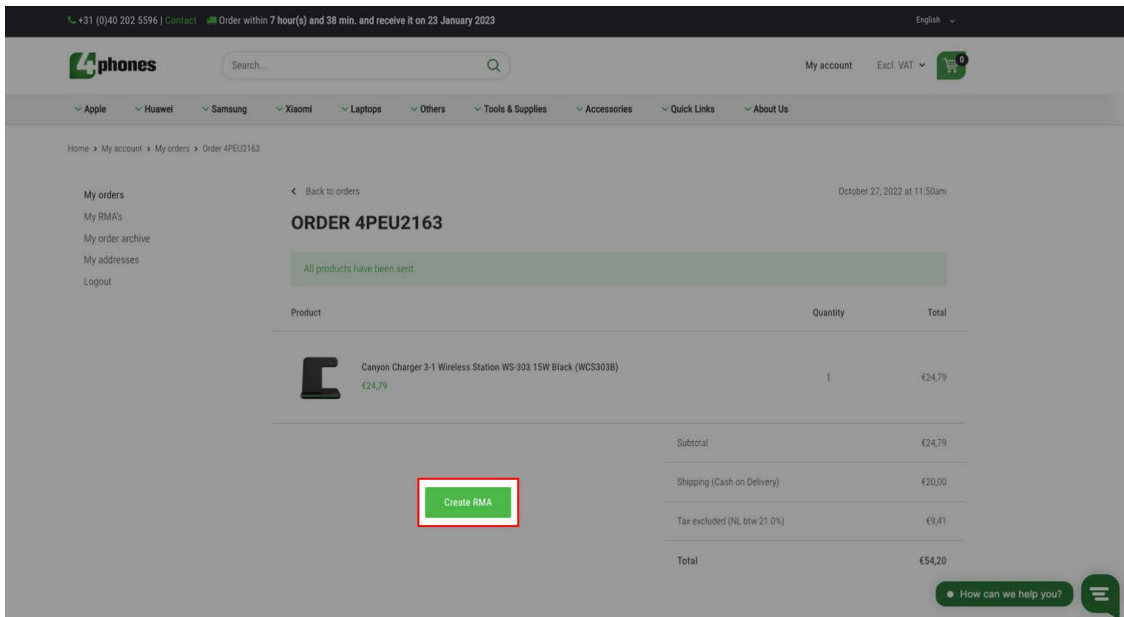 +31 (0)40 202 5596 | Contact Order within 7 hour(s) and 38 min. and receive it on 23 January 2023 English
4phones Search... My account Excl. VAT 0
Apple Huawei Samsung Xiaomi Laptops Others Tools & Supplies Accessories Quick Links About Us
Home > My account > My orders > Order 4PEU2163
My orders
My RMA's
My order archive
My addresses
Logout
< Back to orders October 27, 2022 at 11:50am
ORDER 4PEU2163
All products have been sent.
Product Quantity Total
Canyon Charger 3-1 Wireless Station WS-303 15W Black (WCS303B)
€24,79 1 €24,79
Subtotal €24,79
Shipping (Cash on Delivery) €20,00
Create RMA
Tax excluded (NL btw 21.0%) €9,41
Total €54,20
How can we help you?